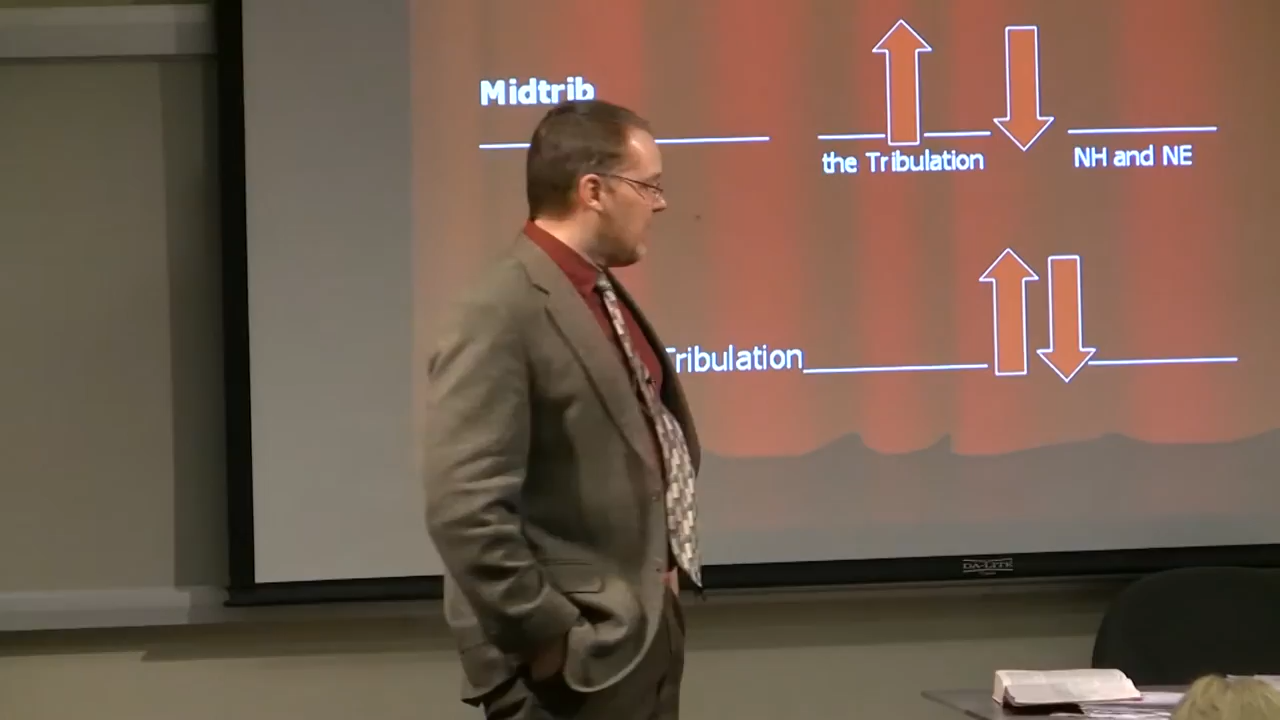 Midtrib
the Tribulation
NH and NE
Tribulation
DA-LITE